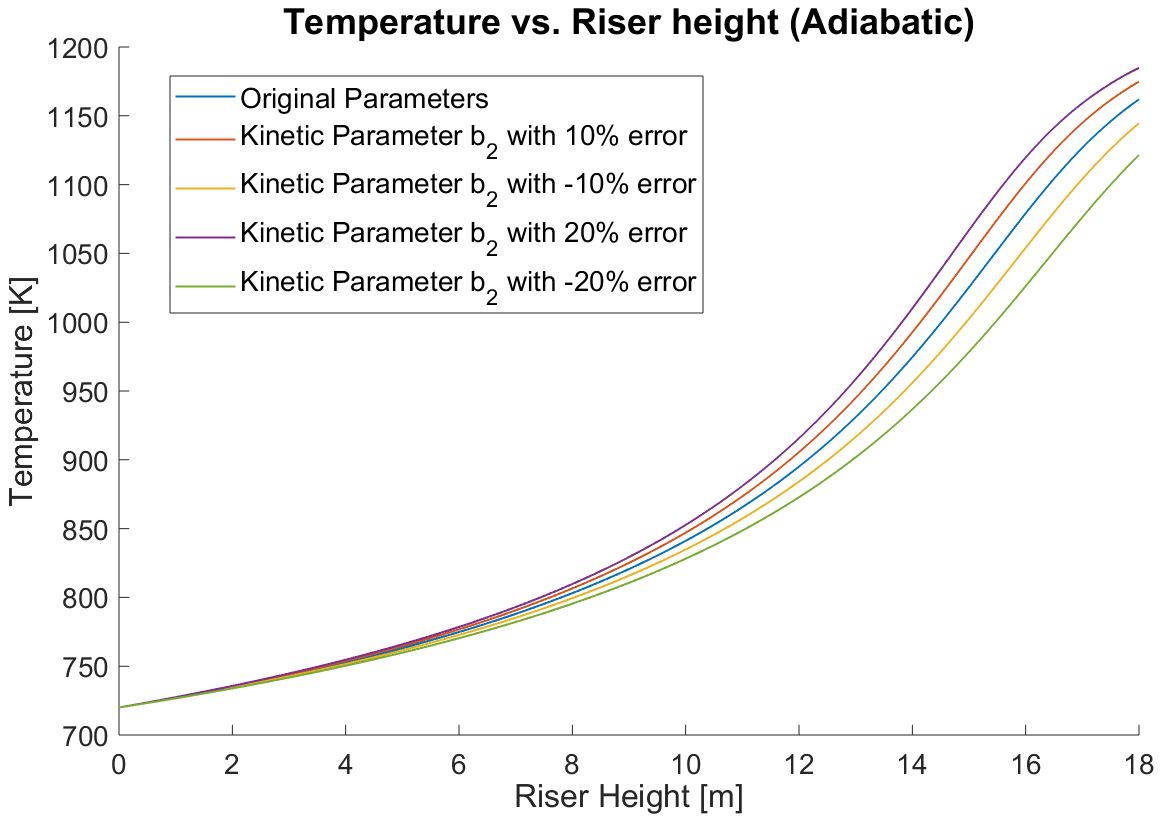 Temperature vs. Riser height (Adiabatic)
1200
1150
1100
1050
1000
950
900
850
800
750
700
Temperature [K]
Original Parameters
Kinetic Parameter b2 with 10% error
Kinetic Parameter b2 with -10% error
Kinetic Parameter b2 with 20% error
Kinetic Parameter b2 with -20% error
0 2 4 6 8 10 12 14 16 18
Riser Height [m]